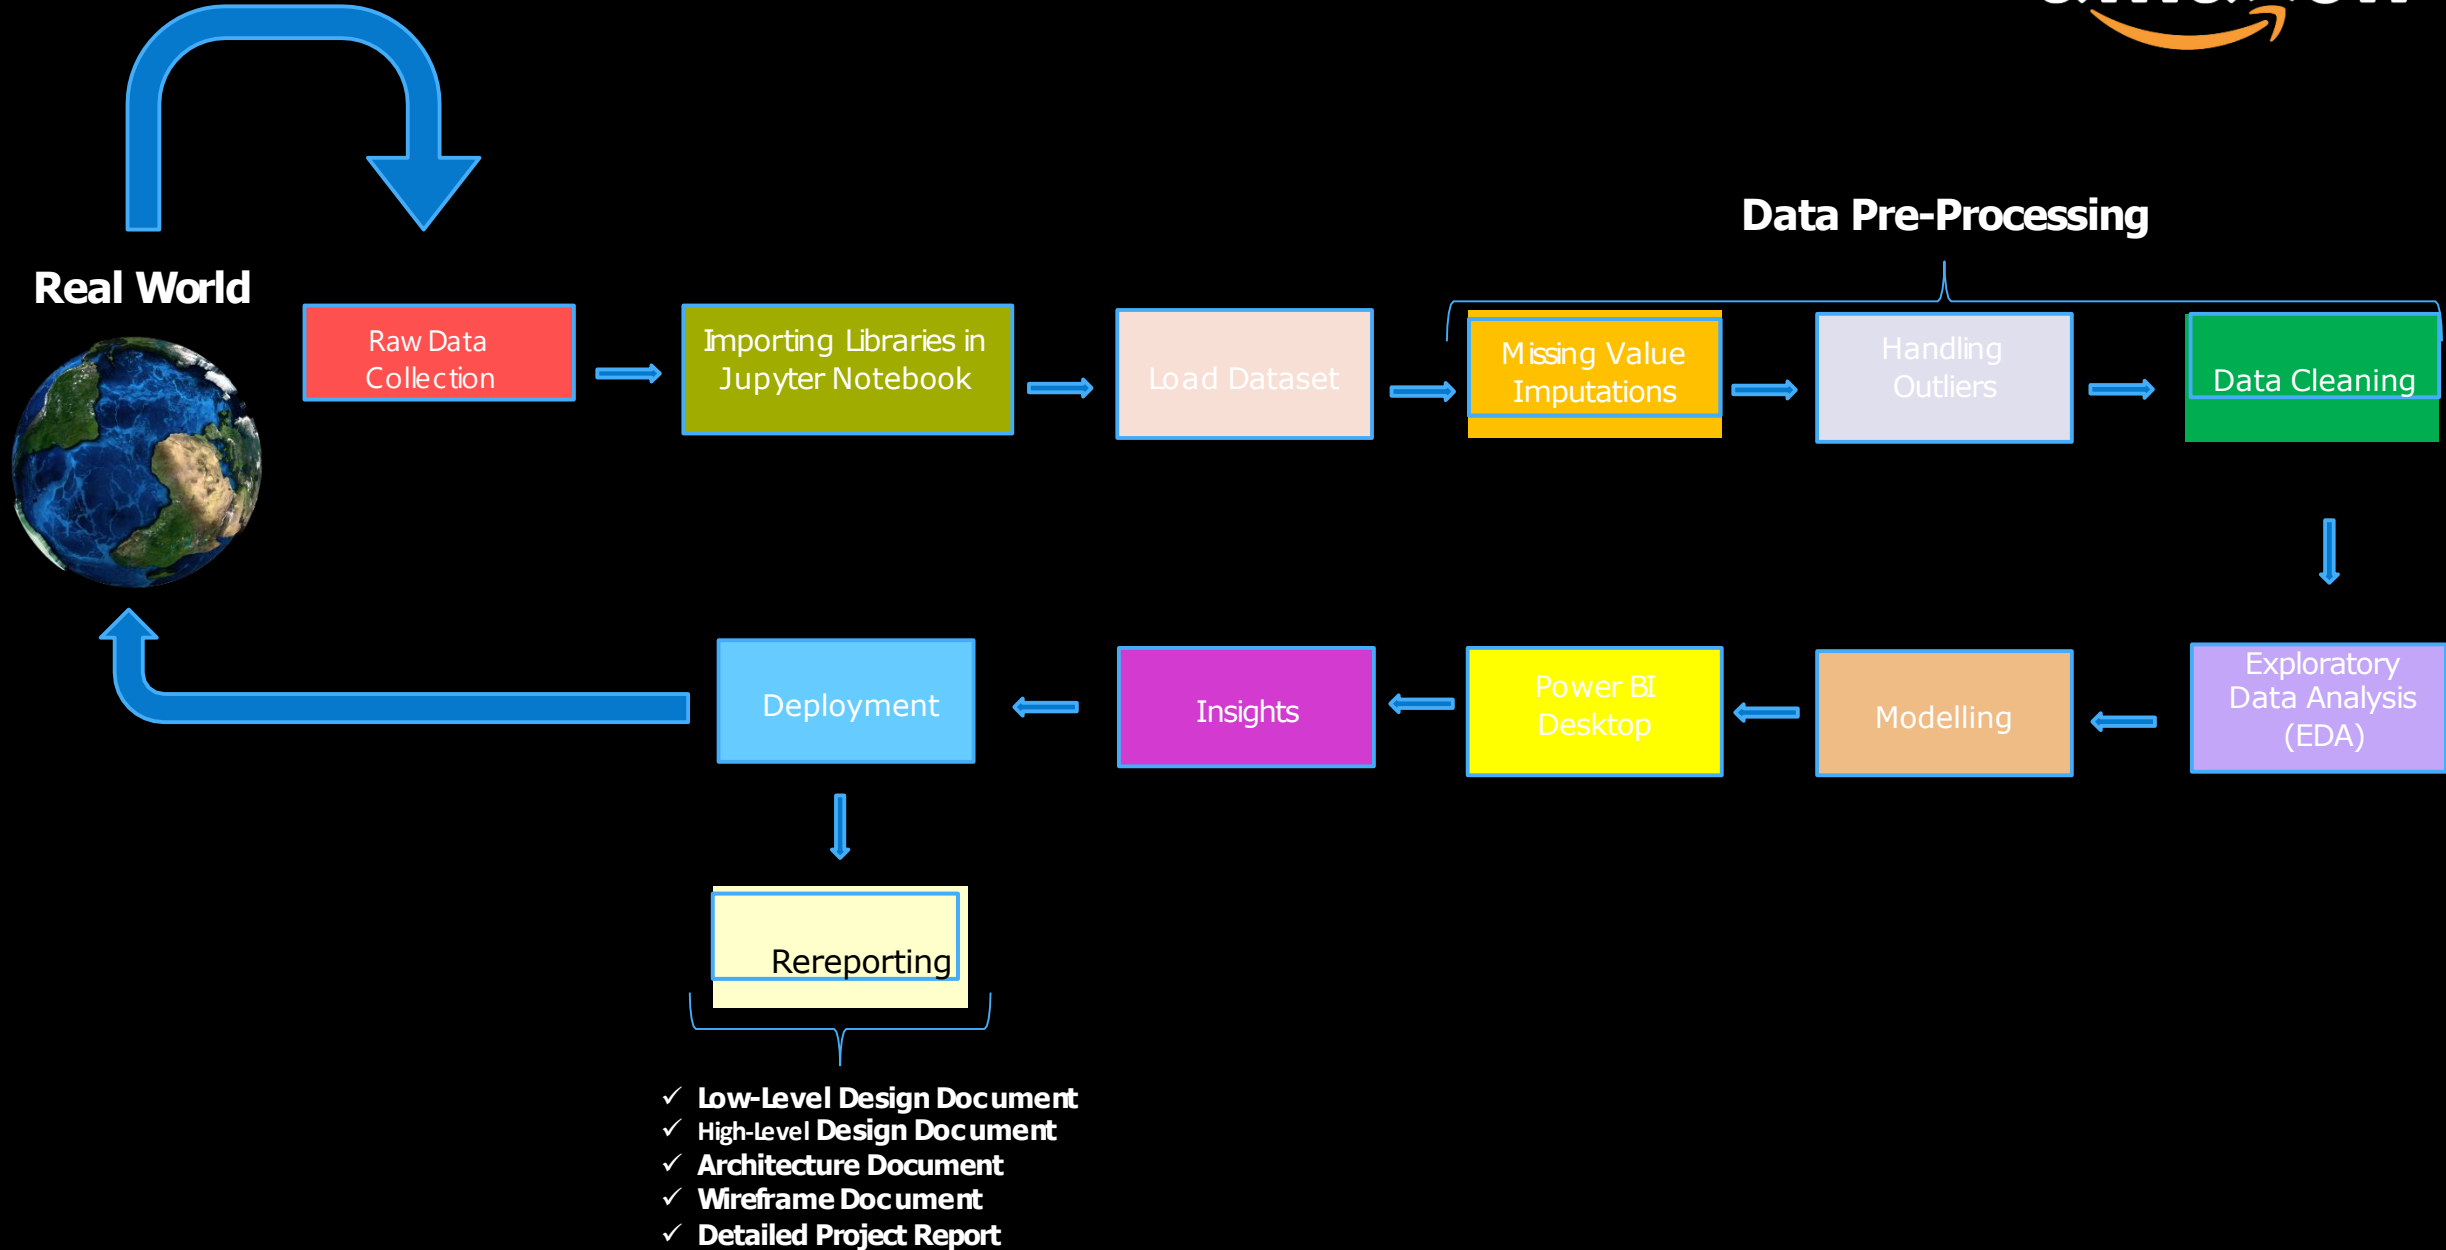 Data Pre-Processing
Real World
Raw Data
Collection
Importing Libraries in
Jupyter Notebook
Load Dataset
Missing Value
Imputations
Handling
Outliers
Data Cleaning
Deployment
Insights
Power BI
Desktop
Modelling
Exploratory
Data Analysis
(EDA)
Rereporting
✓ Low-Level Design Document
✓ High-Level Design Document
✓ Architecture Document
✓ Wireframe Document
✓ Detailed Project Report